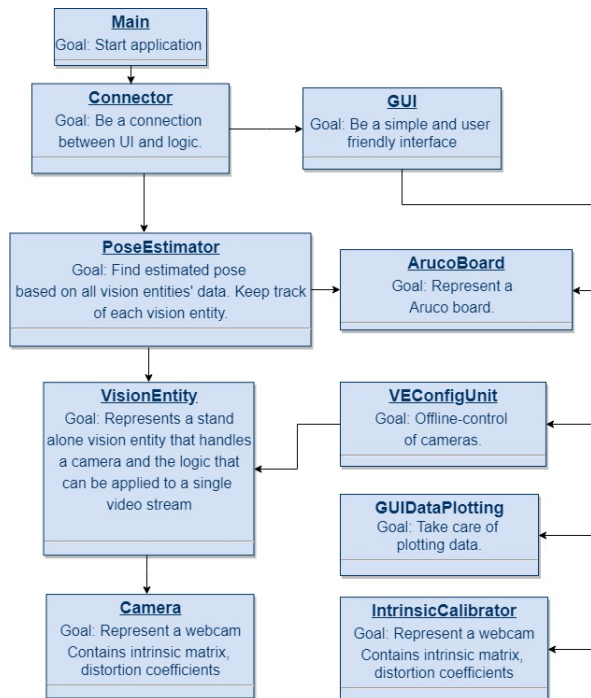 Main
Goal: Start application
Connector
Goal: Be a connection
between UI and logic.
GUI
Goal: Be a simple and user
friendly interface
PoseEstimator
Goal: Find estimated pose
based on all vision entities' data. Keep track
of each vision entity.
ArucoBoard
Goal: Represent a
Aruco board.
VisionEntity
Goal: Represents a stand
alone vision entity that handles
a camera and the logic that
can be applied to a single
video stream
VEConfigUnit
Goal: Offline-control
of cameras.
GUIDataPlotting
Goal: Take care of
plotting data.
Camera
Goal: Represent a webcam
Contains intrinsic matrix,
distortion coefficients
IntrinsicCalibrator
Goal: Represent a webcam
Contains intrinsic matrix,
distortion coefficients